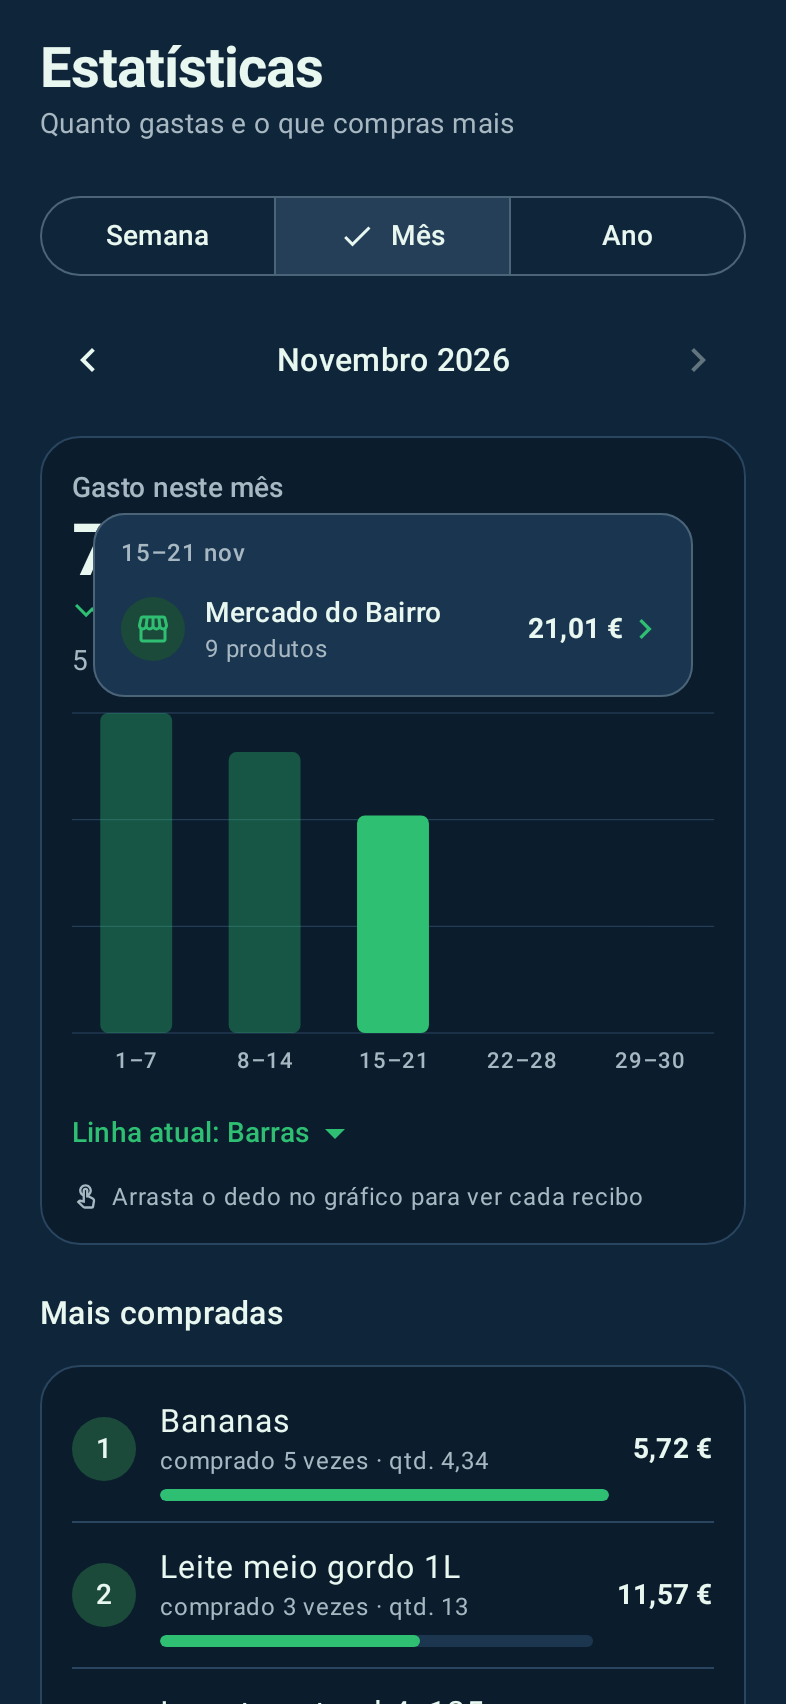 Estatísticas
Quanto gastas e o que compras mais
Semana
Mês
Ano
Novembro 2026
Gasto neste mês
7
5
15–21 nov
Mercado do Bairro
9 produtos
21,01 €
1–7
8–14
15–21
22–28
29–30
Linha atual: Barras
Arrasta o dedo no gráfico para ver cada recibo
Mais compradas
1
Bananas
comprado 5 vezes · qtd. 4,34
5,72 €
2
Leite meio gordo 1L
comprado 3 vezes · qtd. 13
11,57 €